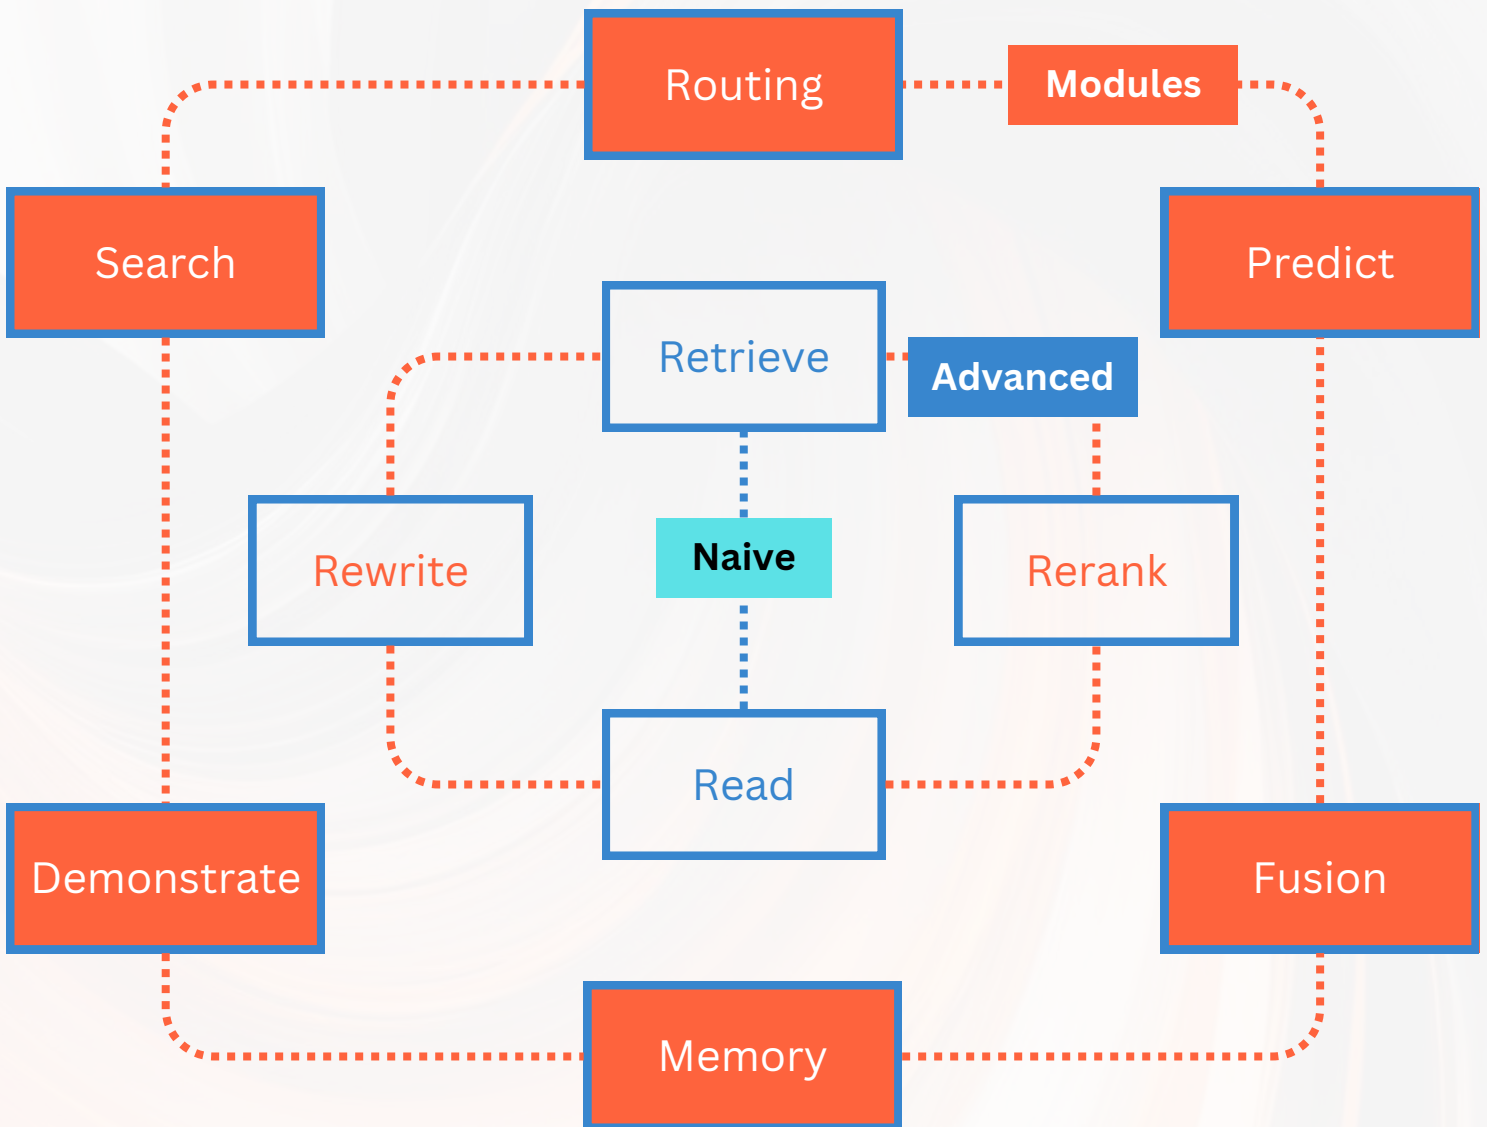 Routing
Modules
Search
Predict
Retrieve
Advanced
Naive
Rewrite
Rerank
Read
Demonstrate
Fusion
Memory